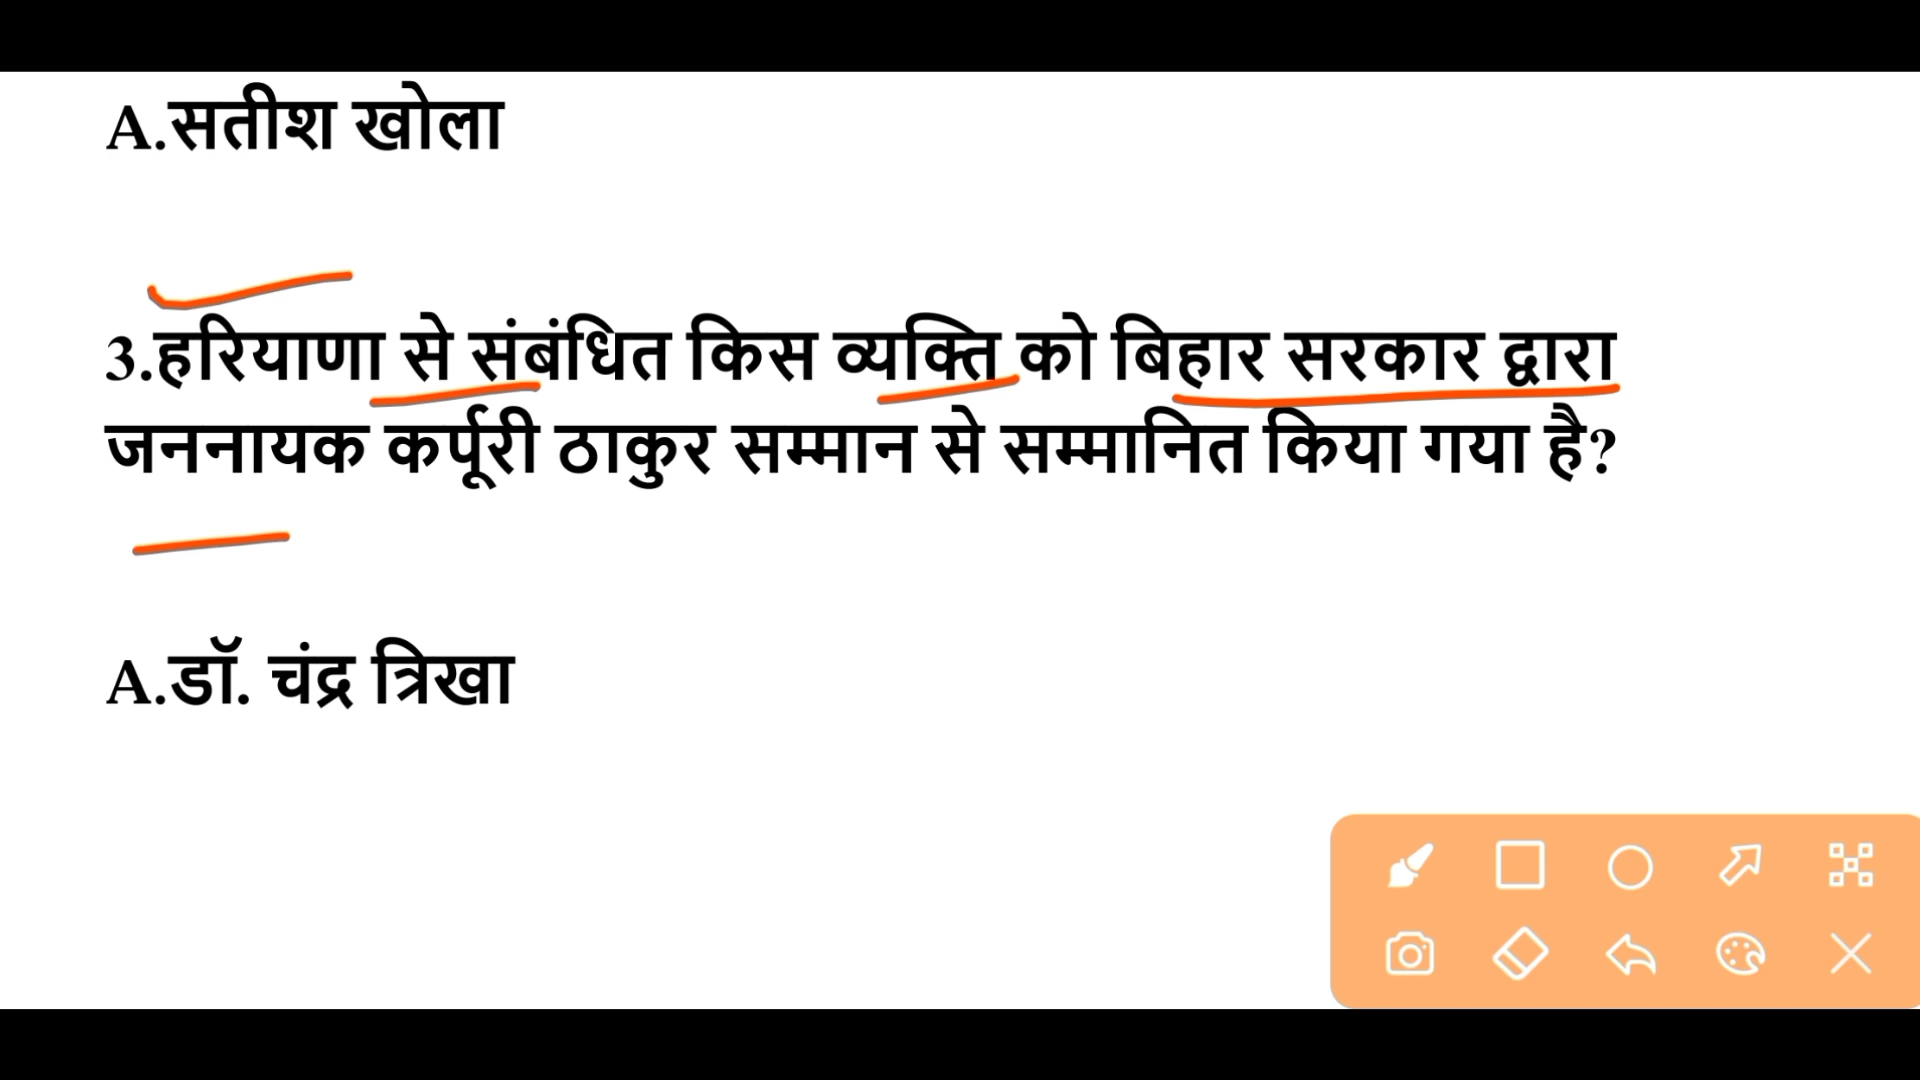 A.सतीश खोला
3.हरियाणा से संबंधित किस व्यक्ति को बिहार सरकार द्वारा
जननायक कर्पूरी ठाकुर सम्मान से सम्मानित किया गया है?
A.डॉ. चंद्र त्रिखा